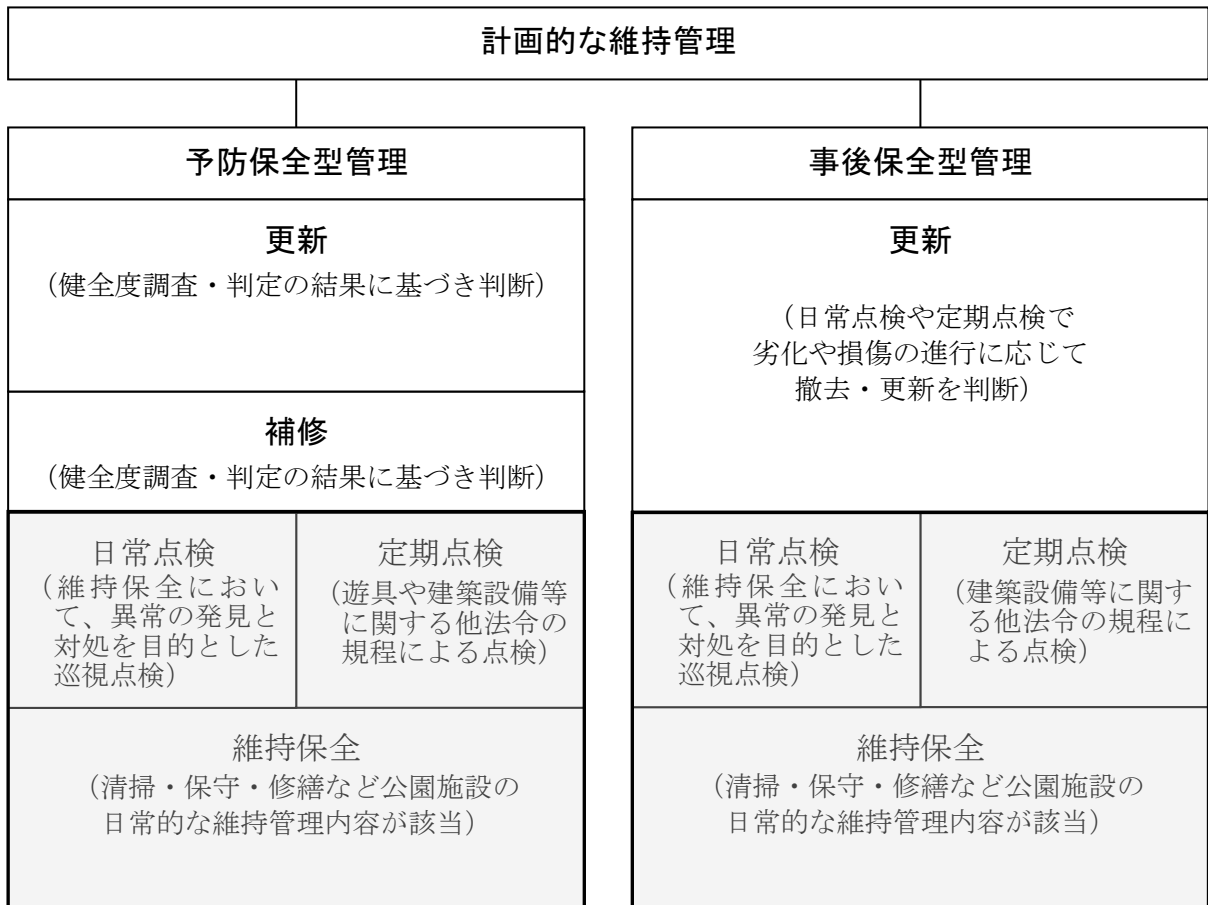 計画的な維持管理
予防保全型管理
更新
（健全度調査・判定の結果に基づき判断）
補修
（健全度調査・判定の結果に基づき判断）
日常点検
（維持保全におい
て、異常の発見と
対処を目的とした
巡視点検）
定期点検
（遊具や建築設備等
に関する他法令の
規程による点検）
維持保全
（清掃・保守・修繕など公園施設の
日常的な維持管理内容が該当）
事後保全型管理
更新
（日常点検や定期点検で
劣化や損傷の進行に応じて
撤去・更新を判断）
日常点検
（維持保全におい
て、異常の発見と
対処を目的とした
巡視点検）
定期点検
（建築設備等に関す
る他法令の規程に
よる点検）
維持保全
（清掃・保守・修繕など公園施設の
日常的な維持管理内容が該当）